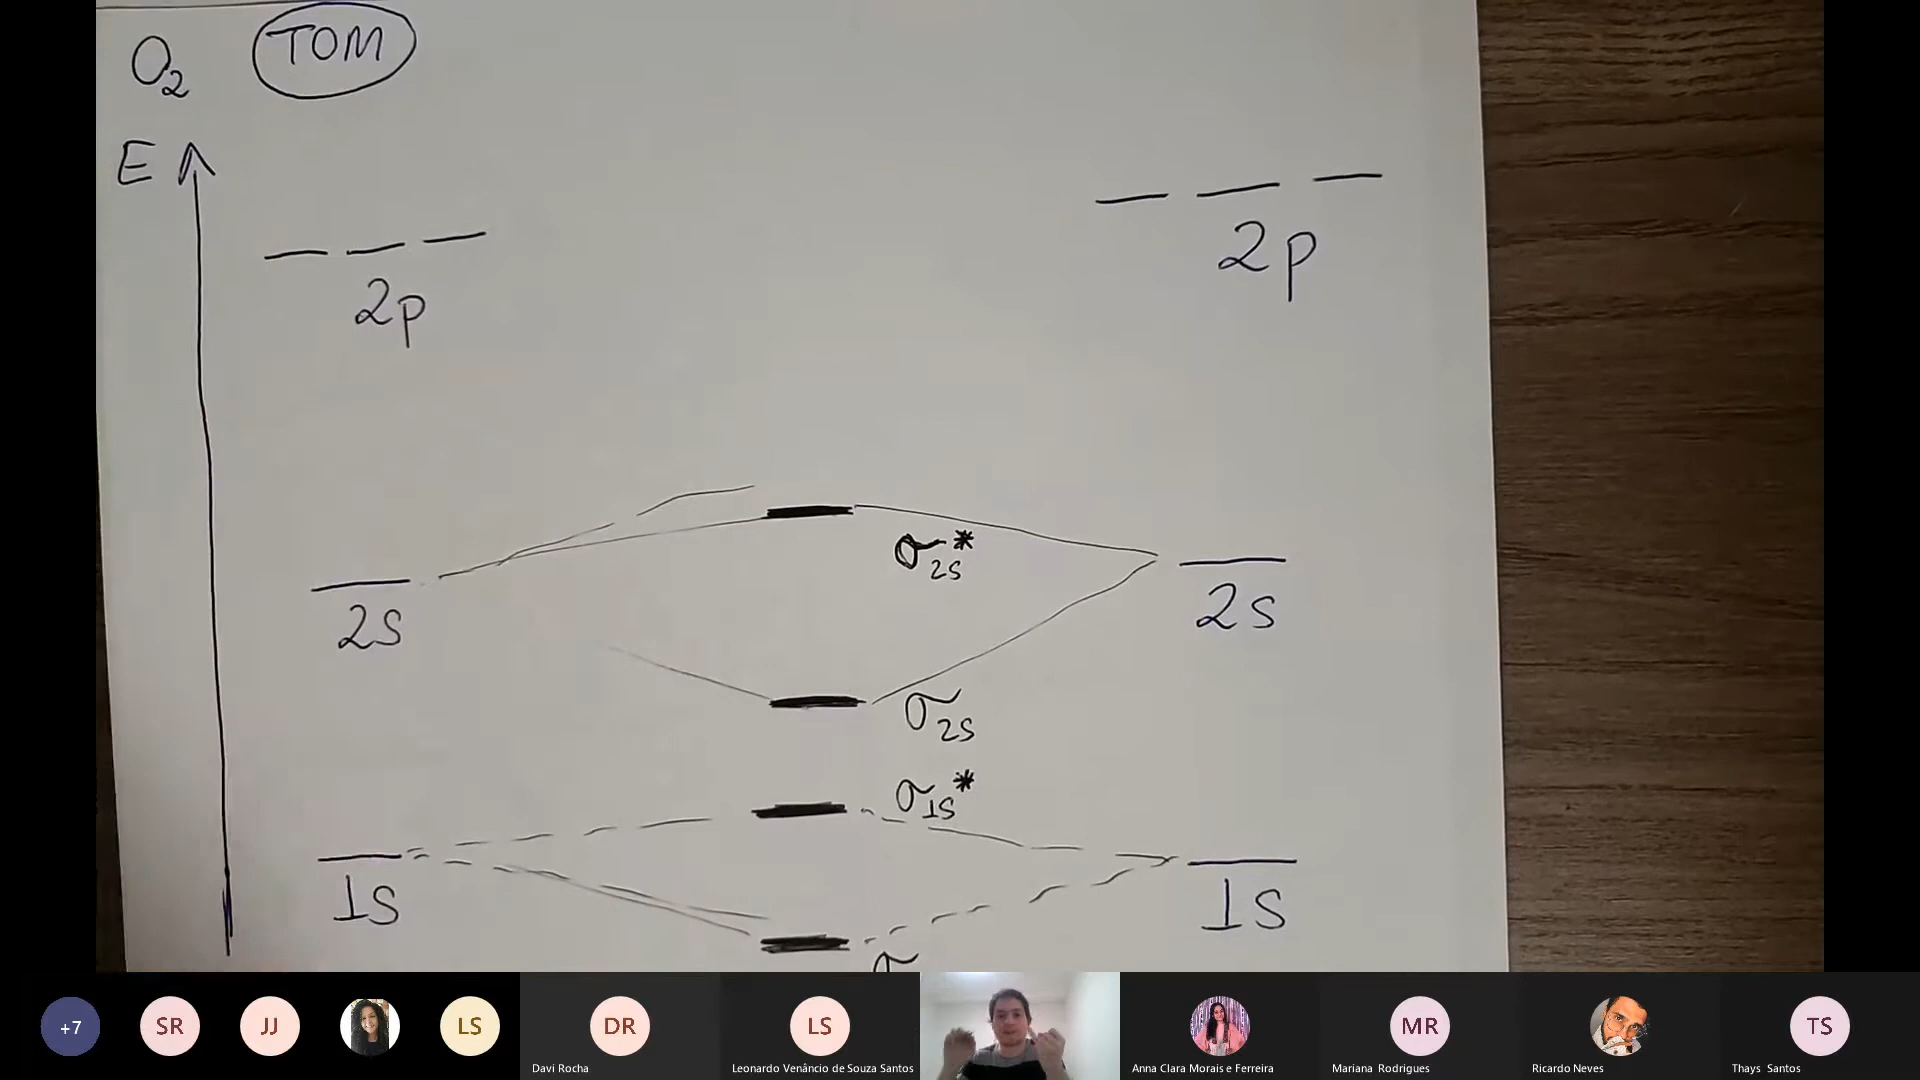 O₂ TOM
E
2p 2p
σ₂s*
2s 2s
σ₂s
σ₁s*
1s 1s
σ
+7 SR JJ LS DR LS MR TS
Davi Rocha Leonardo Venâncio de Souza Santos Anna Clara Morais e Ferreira Mariana Rodrigues Ricardo Neves Thays Santos